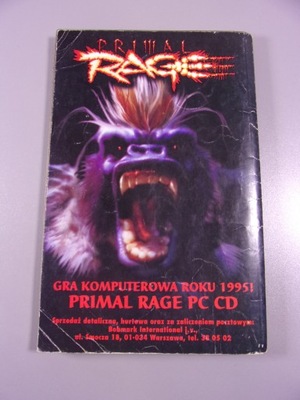 PRIMAL
RAGE
GRA KOMPUTEROWA ROKU 1995!
PRIMAL RAGE PC CD
Sprzedaż detaliczna, hurtowa oraz za zaliczeniem pocztowym:
Bobmark International j.v.,
ul. Smocza 18, 01-034 Warszawa, tel. 38 05 02